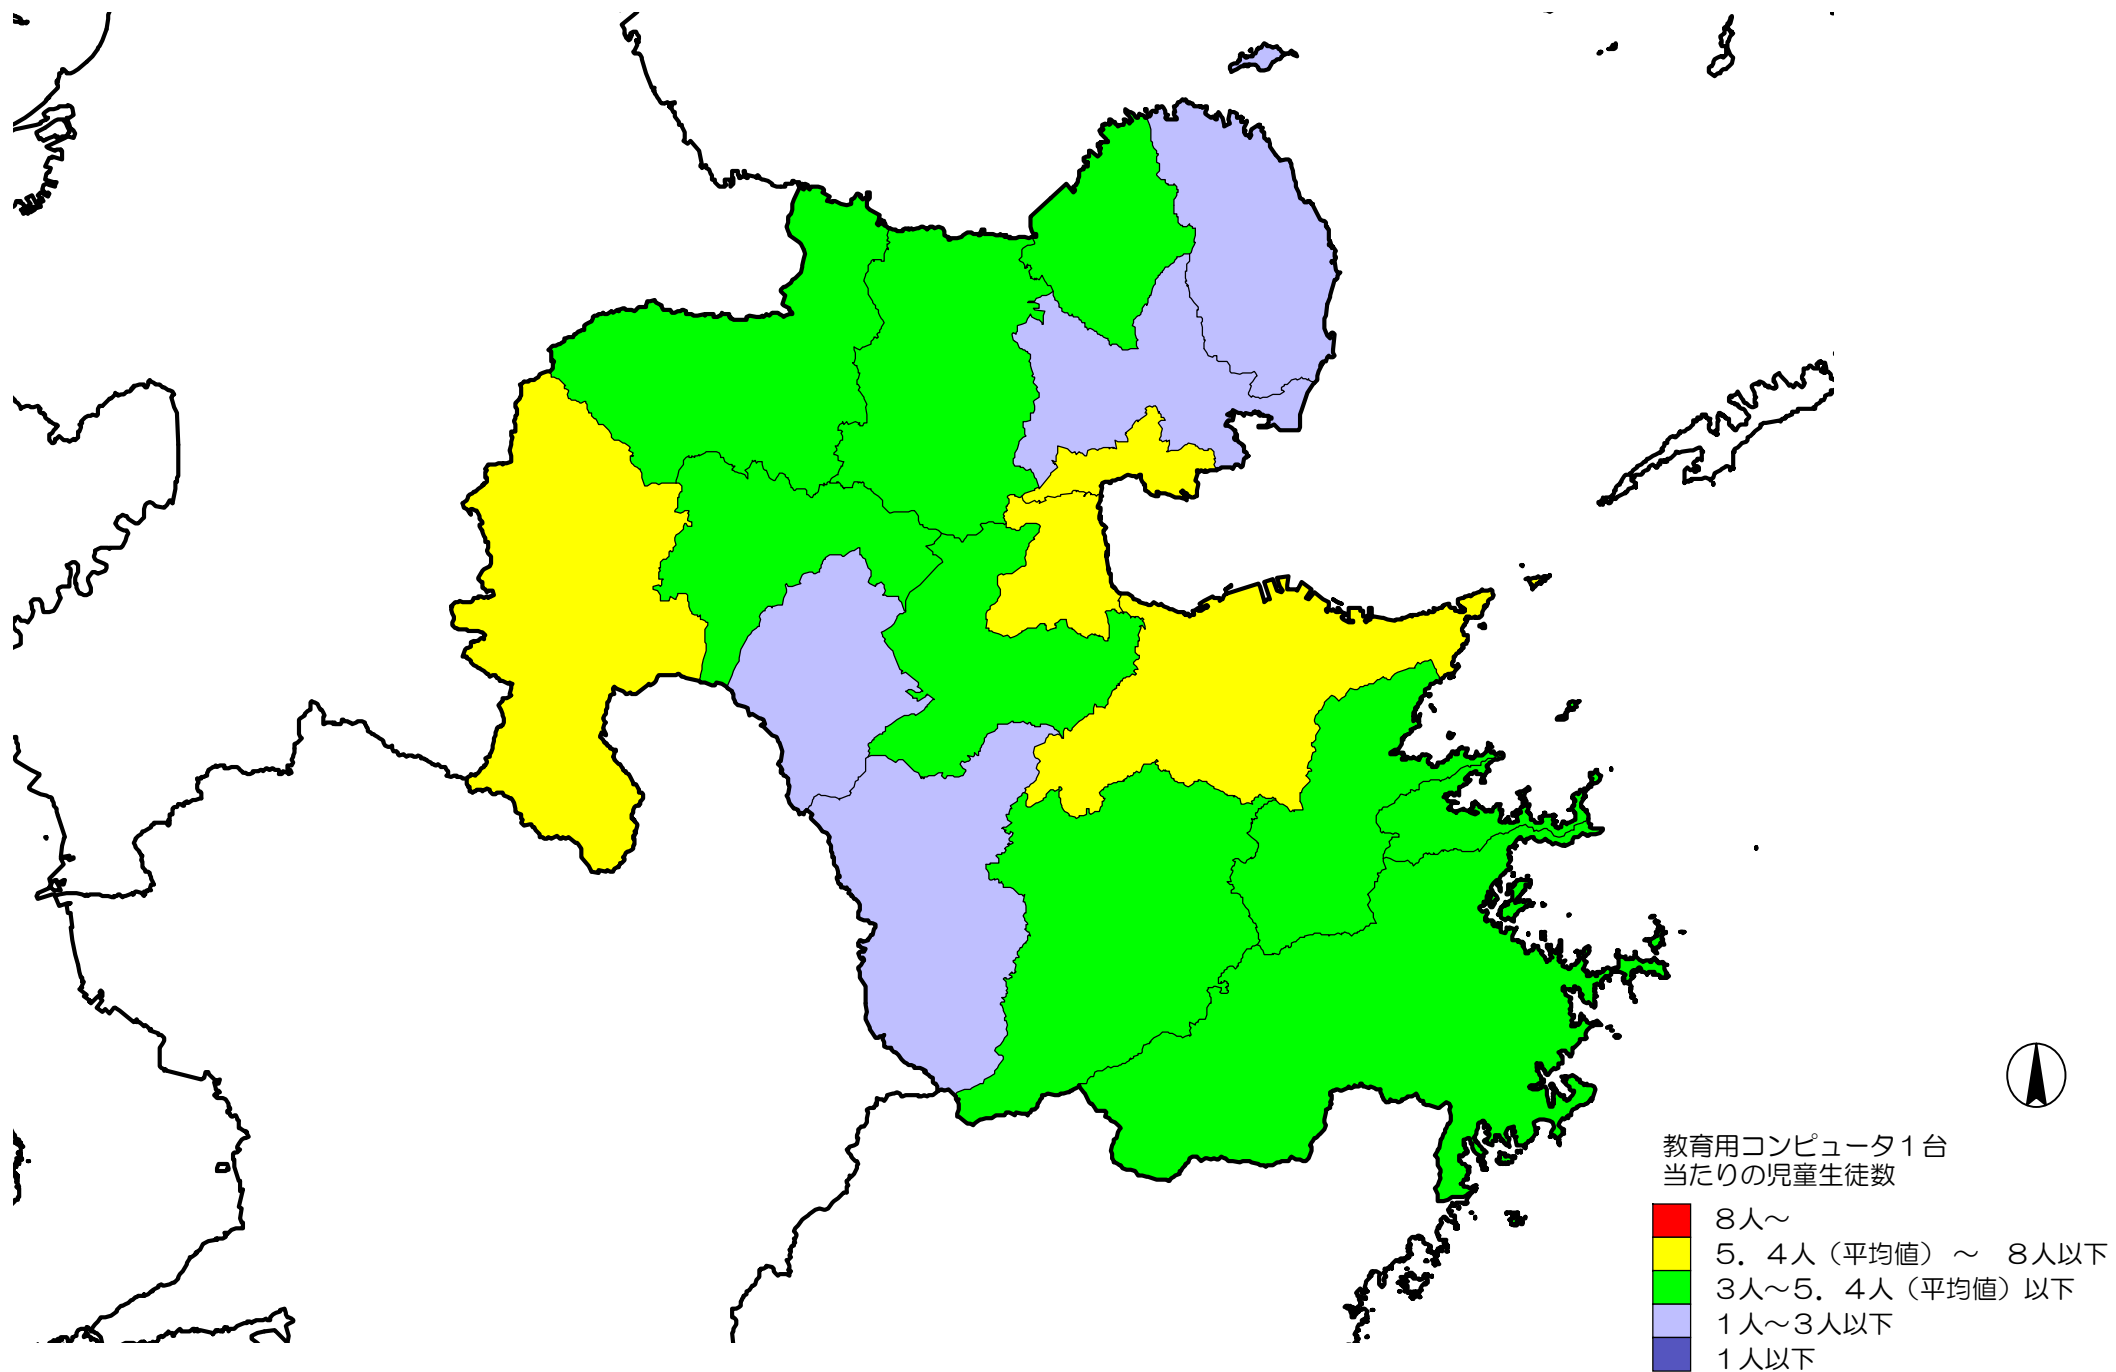 教育用コンピュータ１台
当たりの児童生徒数
８人～
５．４人（平均値）～　８人以下
３人～５．４人（平均値）以下
１人～３人以下
１人以下